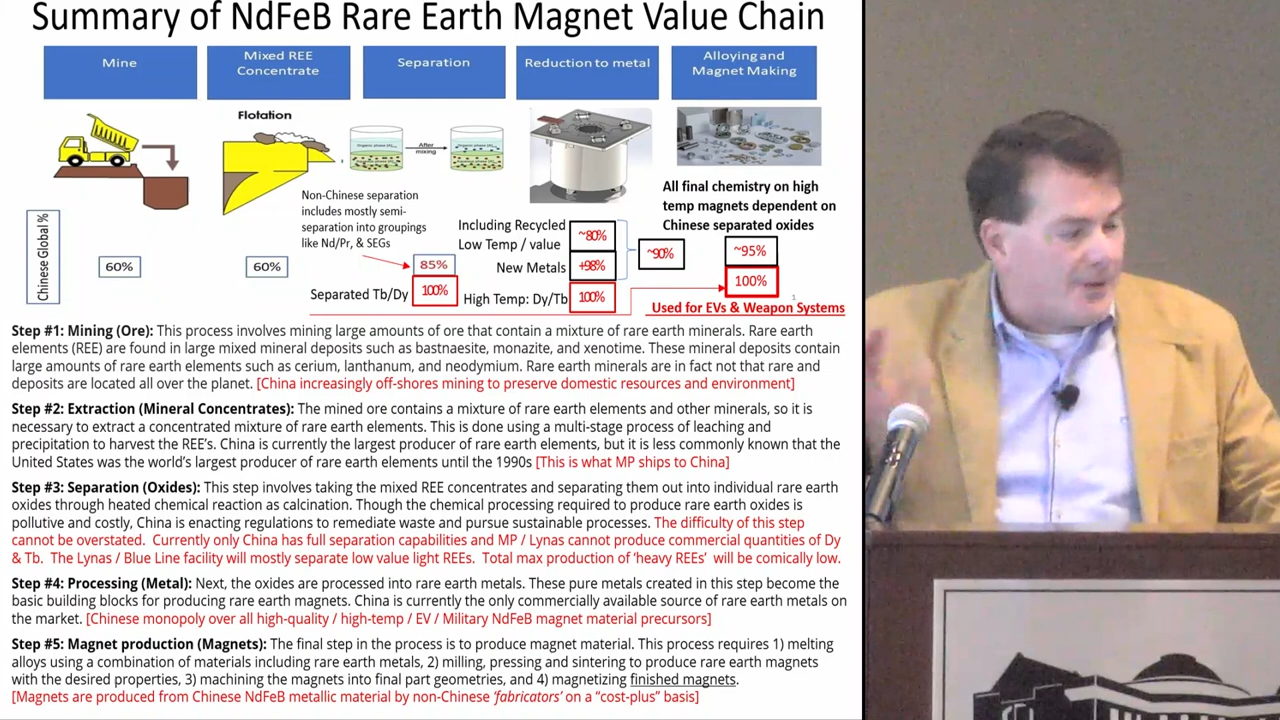 Summary of NdFeB Rare Earth Magnet Value Chain
Mine
Mixed REE
Concentrate
Separation
Reduction to metal
Alloying and
Magnet Making
Flotation
After
mixing
Non-Chinese separation
includes mostly semi-
separation into groupings
like Nd/Pr, & SEGs
All final chemistry on high
temp magnets dependent on
Chinese separated oxides
Chinese Global %
60%
60%
85%
Separated Tb/Dy
100%
Including Recycled
Low Temp / value
~80%
New Metals
+98%
High Temp: Dy/Tb
100%
~90%
~95%
100%
1
Used for EVs & Weapon Systems
Step #1: Mining (Ore): This process involves mining large amounts of ore that contain a mixture of rare earth minerals. Rare earth
elements (REE) are found in large mixed mineral deposits such as bastnaesite, monazite, and xenotime. These mineral deposits contain
large amounts of rare earth elements such as cerium, lanthanum, and neodymium. Rare earth minerals are in fact not that rare and
deposits are located all over the planet. [China increasingly off-shores mining to preserve domestic resources and environment]
Step #2: Extraction (Mineral Concentrates): The mined ore contains a mixture of rare earth elements and other minerals, so it is
necessary to extract a concentrated mixture of rare earth elements. This is done using a multi-stage process of leaching and
precipitation to harvest the REE's. China is currently the largest producer of rare earth elements, but it is less commonly known that the
United States was the world's largest producer of rare earth elements until the 1990s [This is what MP ships to China]
Step #3: Separation (Oxides): This step involves taking the mixed REE concentrates and separating them out into individual rare earth
oxides through heated chemical reaction as calcination. Though the chemical processing required to produce rare earth oxides is
pollutive and costly, China is enacting regulations to remediate waste and pursue sustainable processes. The difficulty of this step
cannot be overstated. Currently only China has full separation capabilities and MP / Lynas cannot produce commercial quantities of Dy
& Tb. The Lynas / Blue Line facility will mostly separate low value light REEs. Total max production of 'heavy REEs' will be comically low.
Step #4: Processing (Metal): Next, the oxides are processed into rare earth metals. These pure metals created in this step become the
basic building blocks for producing rare earth magnets. China is currently the only commercially available source of rare earth metals on
the market. [Chinese monopoly over all high-quality / high-temp / EV / Military NdFeB magnet material precursors]
Step #5: Magnet production (Magnets): The final step in the process is to produce magnet material. This process requires 1) melting
alloys using a combination of materials including rare earth metals, 2) milling, pressing and sintering to produce rare earth magnets
with the desired properties, 3) machining the magnets into final part geometries, and 4) magnetizing finished magnets.
[Magnets are produced from Chinese NdFeB metallic material by non-Chinese 'fabricators' on a "cost-plus" basis]